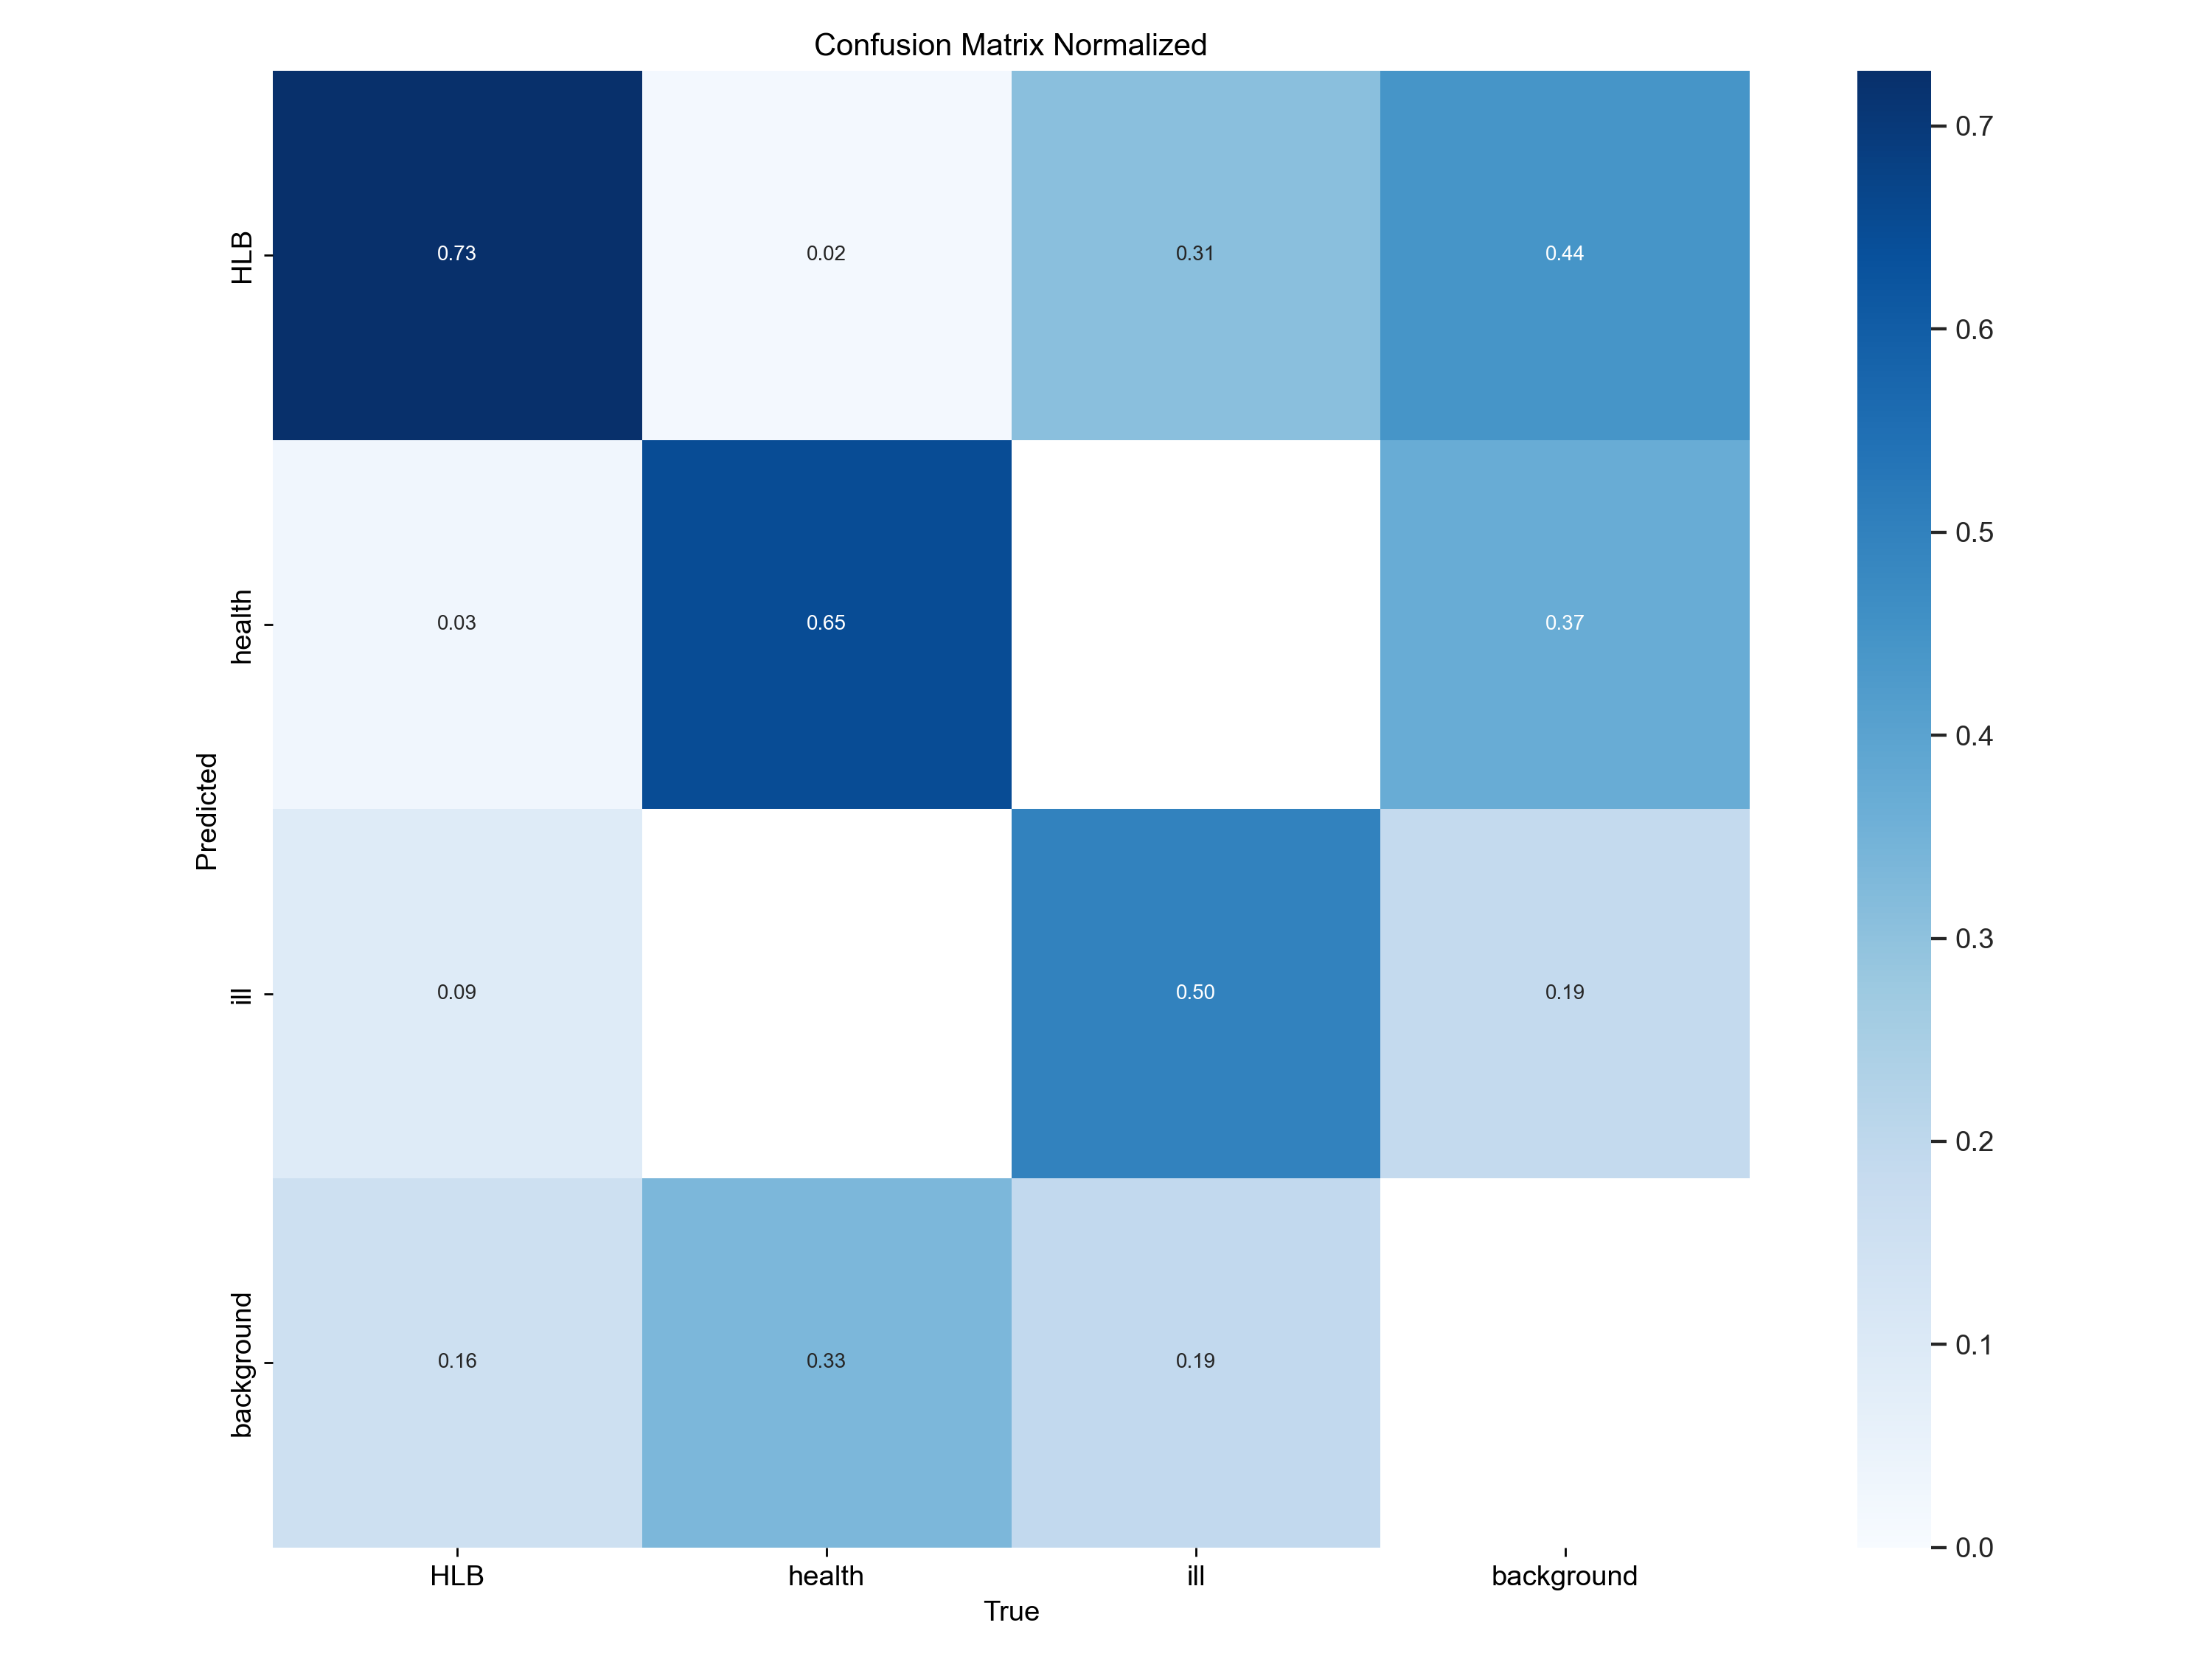 Confusion Matrix Normalized
Predicted
HLB
0.73
0.02
0.31
0.44
health
0.03
0.65
0.37
ill
0.09
0.50
0.19
background
0.16
0.33
0.19
HLB
health
ill
background
True
0.7
0.6
0.5
0.4
0.3
0.2
0.1
0.0